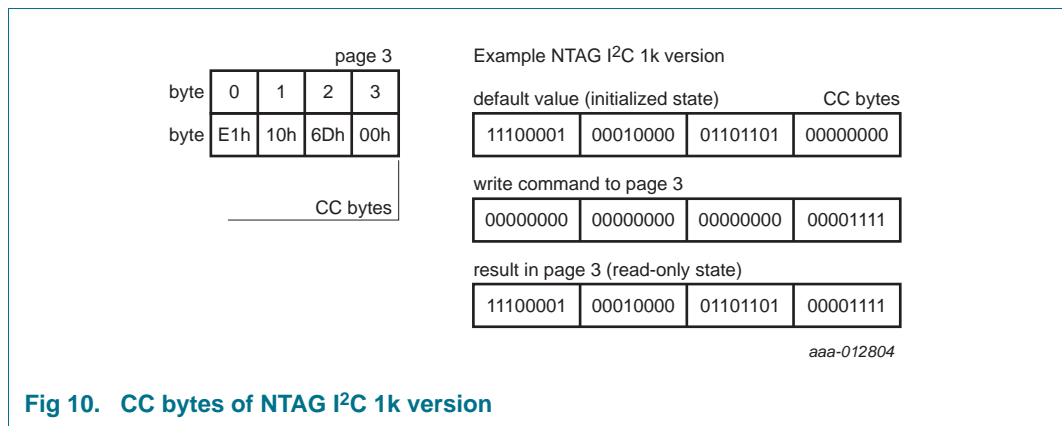 page 3
byte 0 1 2 3
byte E1h 10h 6Dh 00h
CC bytes
Example NTAG I²C 1k version
default value (initialized state) CC bytes
11100001 00010000 01101101 00000000
write command to page 3
00000000 00000000 00000000 00001111
result in page 3 (read-only state)
11100001 00010000 01101101 00001111
aaa-012804
Fig 10. CC bytes of NTAG I²C 1k version